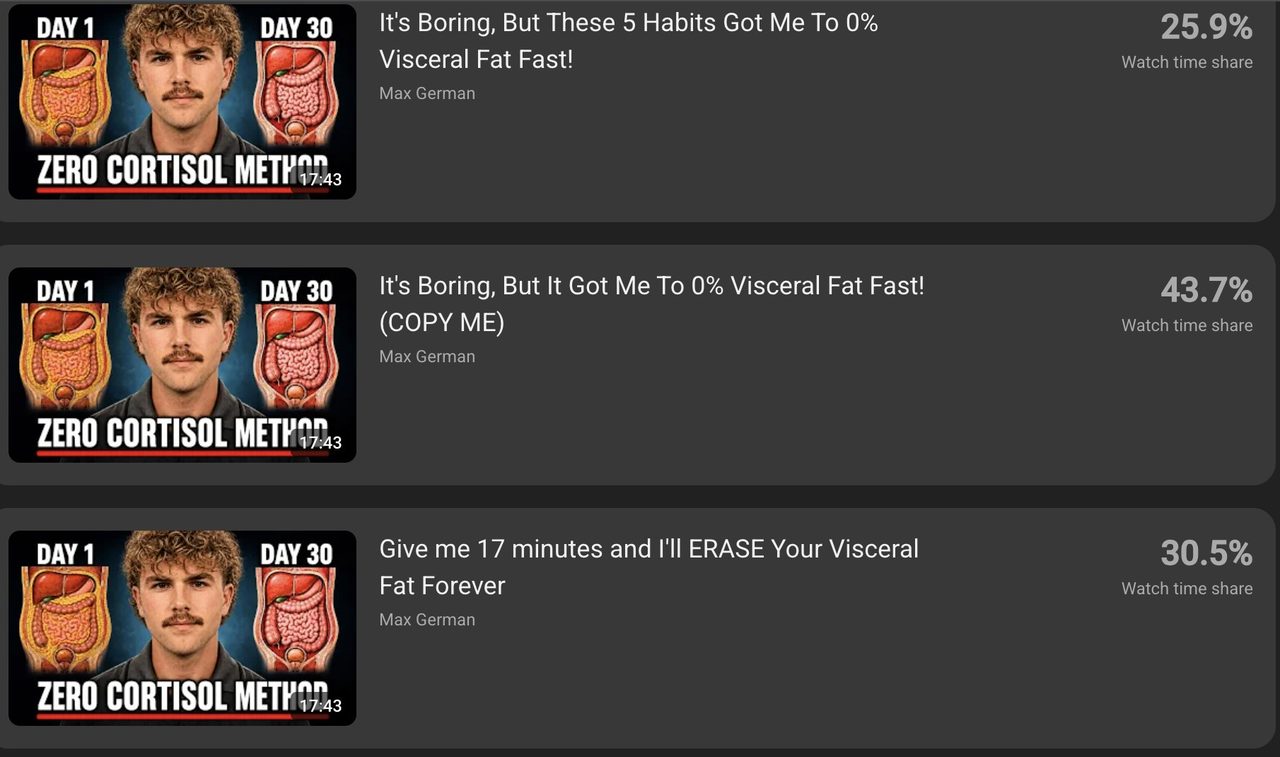 DAY 1 DAY 30
ZERO CORTISOL METHOD
17:43
It's Boring, But These 5 Habits Got Me To 0%
Visceral Fat Fast!
Max German
25.9%
Watch time share
DAY 1 DAY 30
ZERO CORTISOL METHOD
17:43
It's Boring, But It Got Me To 0% Visceral Fat Fast!
(COPY ME)
Max German
43.7%
Watch time share
DAY 1 DAY 30
ZERO CORTISOL METHOD
17:43
Give me 17 minutes and I'll ERASE Your Visceral
Fat Forever
Max German
30.5%
Watch time share